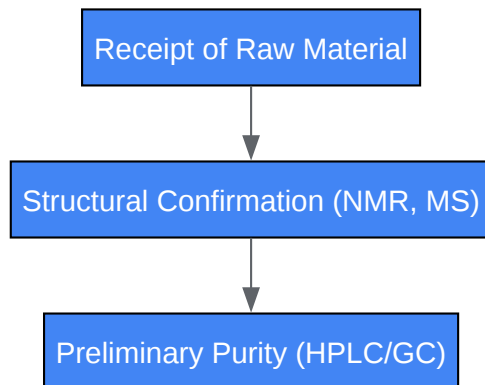 Receipt of Raw Material
Structural Confirmation (NMR, MS)
Preliminary Purity (HPLC/GC)